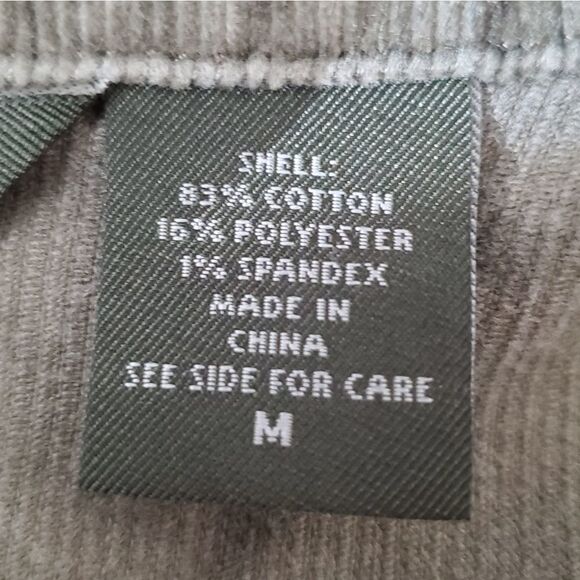 SHELL:
83% COTTON
16% POLYESTER
1% SPANDEX
MADE IN
CHINA
SEE SIDE FOR CARE
M